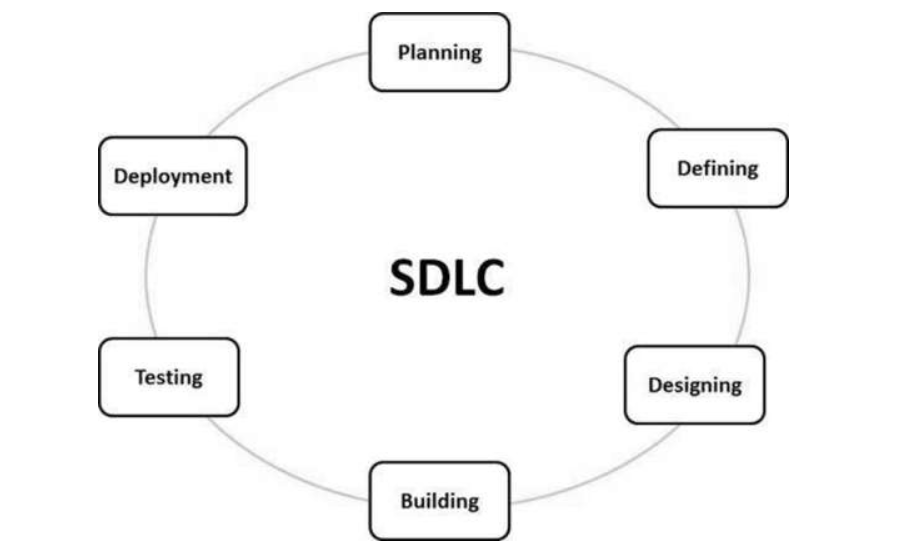 Planning
Defining
Designing
Building
Testing
Deployment
SDLC